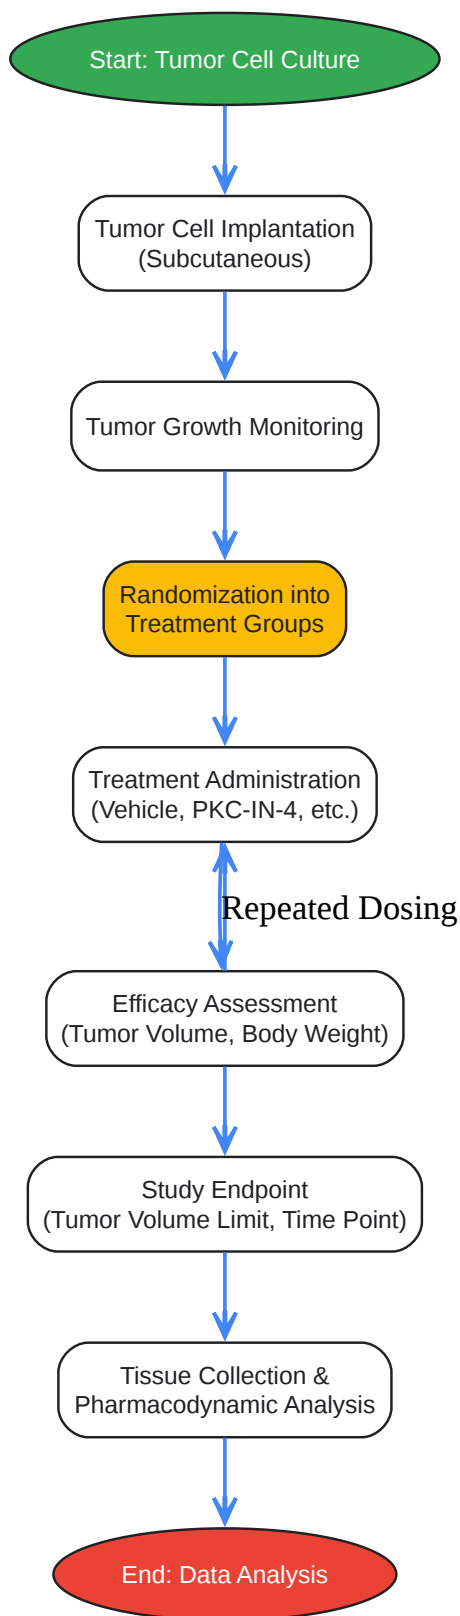 Start: Tumor Cell Culture
Tumor Cell Implantation
(Subcutaneous)
Tumor Growth Monitoring
Randomization into
Treatment Groups
Treatment Administration
(Vehicle, PKC-IN-4, etc.)
Repeated Dosing
Efficacy Assessment
(Tumor Volume, Body Weight)
Study Endpoint
(Tumor Volume Limit, Time Point)
Tissue Collection &
Pharmacodynamic Analysis
End: Data Analysis